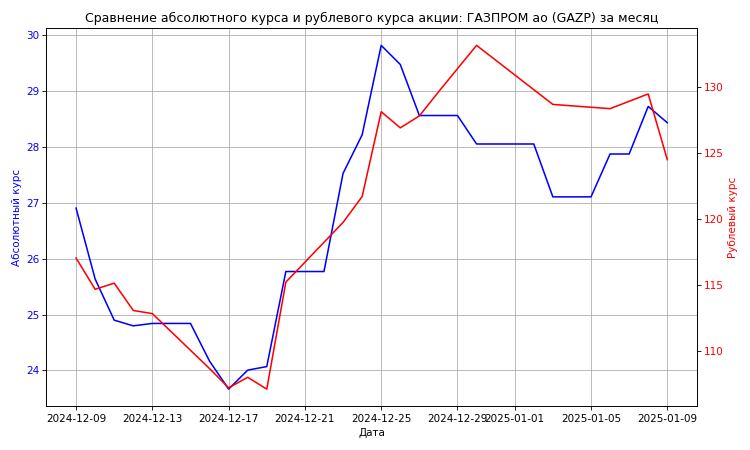 Сравнение абсолютного курса и рублевого курса акции: ГАЗПРОМ ао (GAZP) за месяц
30
29
28
27
26
25
24
Абсолютный курс
130
125
120
115
110
Рублевый курс
2024-12-09 2024-12-13 2024-12-17 2024-12-21 2024-12-25 2024-12-29 2025-01-01 2025-01-05 2025-01-09
Дата